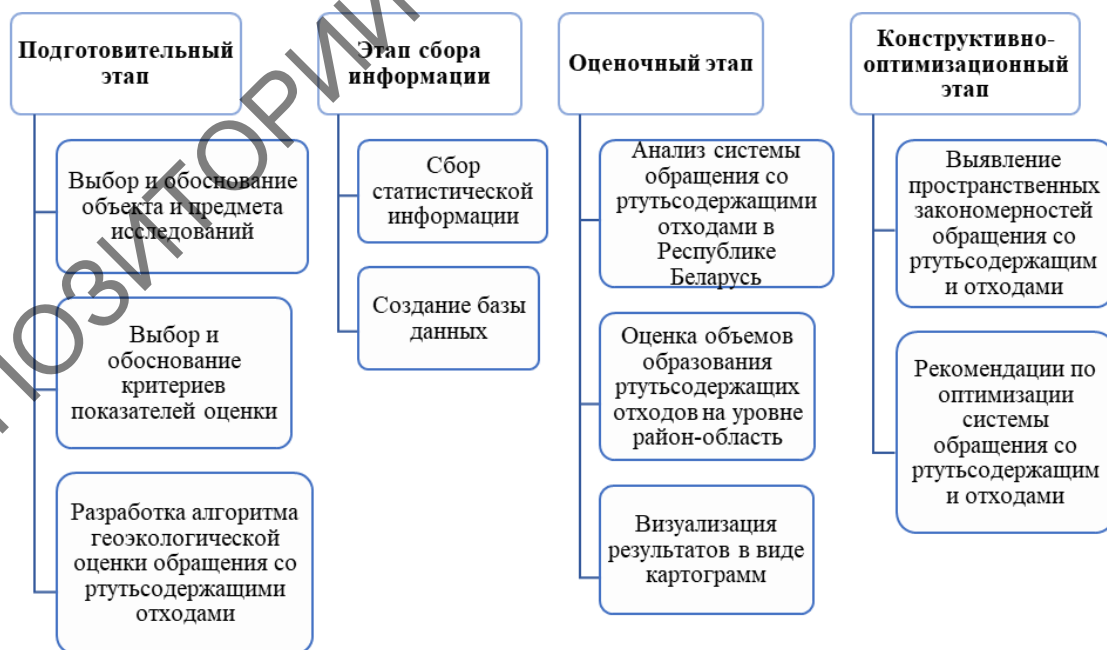 Подготовительный
этап
Выбор и обоснование
объекта и предмета
исследований
Выбор и
обоснование
критериев
показателей оценки
Разработка алгоритма
геоэкологической
оценки обращения со
ртутьсодержащими
отходами
Этап сбора
информации
Сбор
статистической
информации
Создание базы
данных
Оценочный этап
Анализ системы
обращения со
ртутьсодержащими
отходами в
Республике
Беларусь
Оценка объемов
образования
ртутьсодержащих
отходов на уровне
район-область
Визуализация
результатов в виде
картограмм
Конструктивно-
оптимизационный
этап
Выявление
пространственных
закономерностей
обращения со
ртутьсодержащим
и отходами
Рекомендации по
оптимизации
системы
обращения со
ртутьсодержащим
и отходами
ПОЗИТОРИЙ